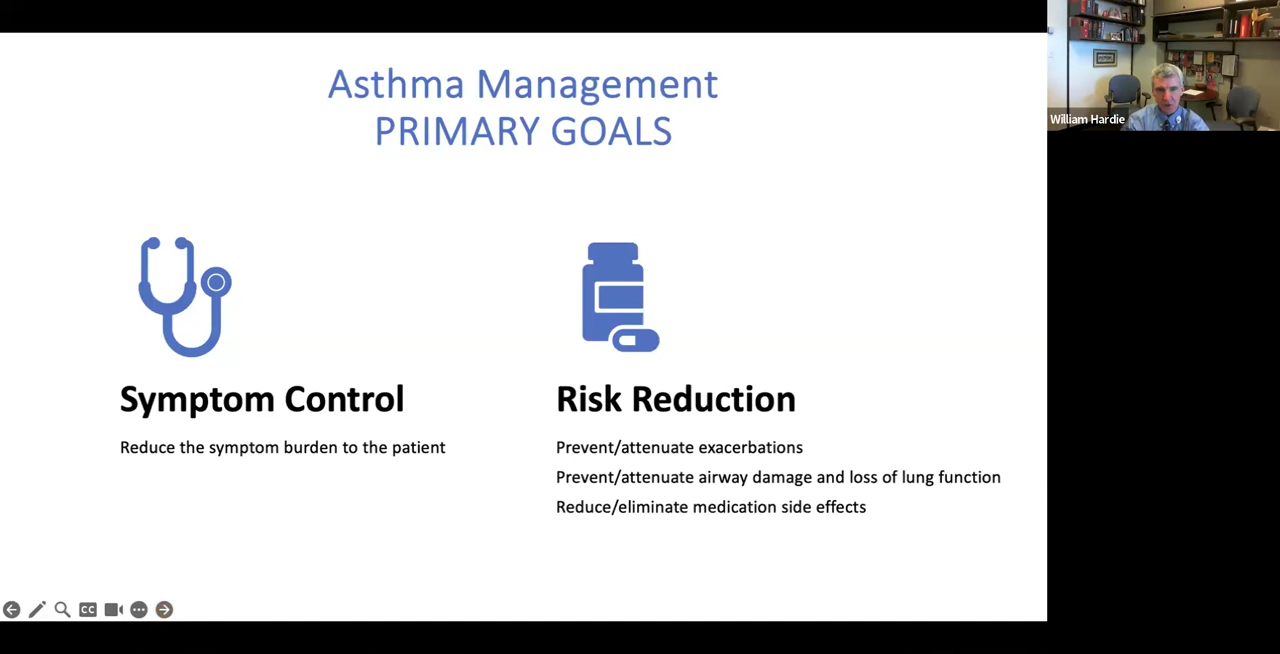 Asthma Management
PRIMARY GOALS
William Hardie
Symptom Control
Reduce the symptom burden to the patient
Risk Reduction
Prevent/attenuate exacerbations
Prevent/attenuate airway damage and loss of lung function
Reduce/eliminate medication side effects
CC